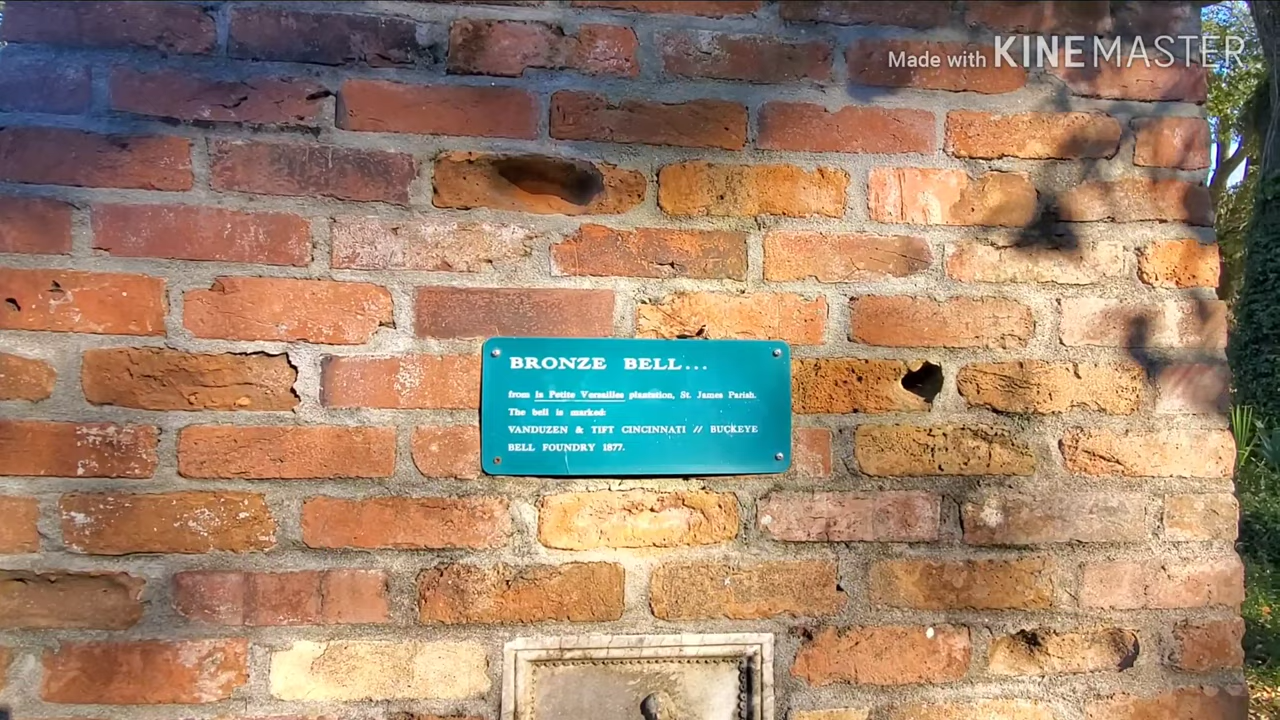 Made with KINEMASTER
BRONZE BELL...
from la Petite Versailles plantation, St. James Parish.
The bell is marked:
VANDUZEN & TIFT CINCINNATI // BUCKEYE
BELL FOUNDRY 1877.